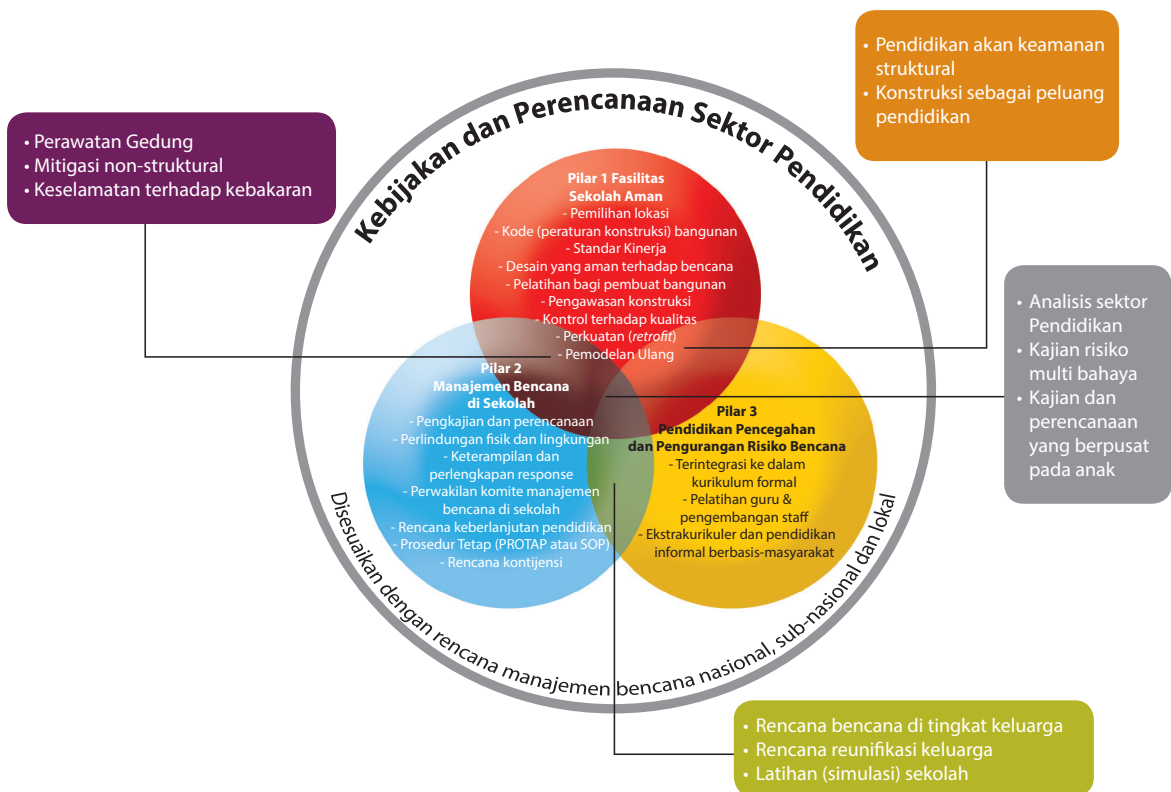 • Pendidikan akan keamanan
struktural
• Konstruksi sebagai peluang
pendidikan
• Perawatan Gedung
• Mitigasi non-struktural
• Keselamatan terhadap kebakaran
Kebijakan dan Perencanaan Sektor Pendidikan
Pilar 1 Fasilitas
Sekolah Aman
- Pemilihan lokasi
- Kode (peraturan konstruksi) bangunan
- Standar Kinerja
- Desain yang aman terhadap bencana
- Pelatihan bagi pembuat bangunan
- Pengawasan konstruksi
- Kontrol terhadap kualitas
- Perkuatan (retrofit)
- Pemodelan Ulang
• Analisis sektor
Pendidikan
• Kajian risiko
multi bahaya
• Kajian dan
perencanaan
yang berpusat
pada anak
Pilar 2
Manajemen Bencana
di Sekolah
- Pengkajian dan perencanaan
- Perlindungan fisik dan lingkungan
- Keterampilan dan
perlengkapan response
- Perwakilan komite manajemen
bencana di sekolah
- Rencana keberlanjutan pendidikan
- Prosedur Tetap (PROTAP atau SOP)
- Rencana kontijensi
Pilar 3
Pendidikan Pencegahan
dan Pengurangan Risiko Bencana
- Terintegrasi ke dalam
kurikulum formal
- Pelatihan guru &
pengembangan staff
- Ekstrakurikuler dan pendidikan
informal berbasis-masyarakat
Disesuaikan dengan rencana manajemen bencana nasional, sub-nasional dan lokal
• Rencana bencana di tingkat keluarga
• Rencana reunifikasi keluarga
• Latihan (simulasi) sekolah